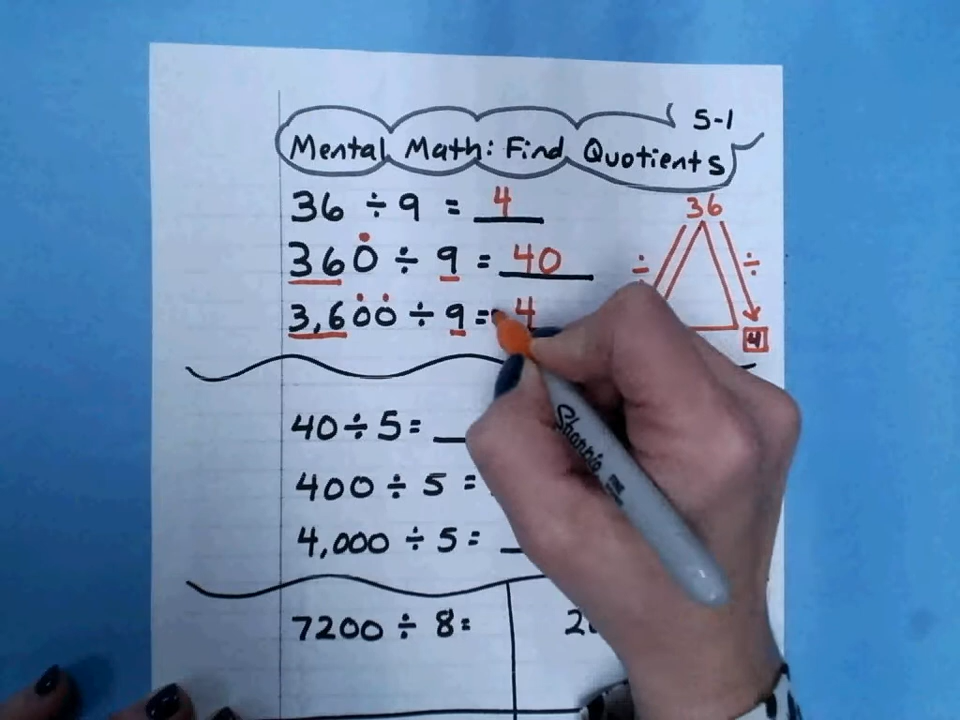 5-1
Mental Math: Find Quotients
36 ÷ 9 = 4
36
360 ÷ 9 = 40
÷ ÷
3,600 ÷ 9 = 4
4
40 ÷ 5 =
Sharpie
400 ÷ 5 =
4,000 ÷ 5 =
7200 ÷ 8 =